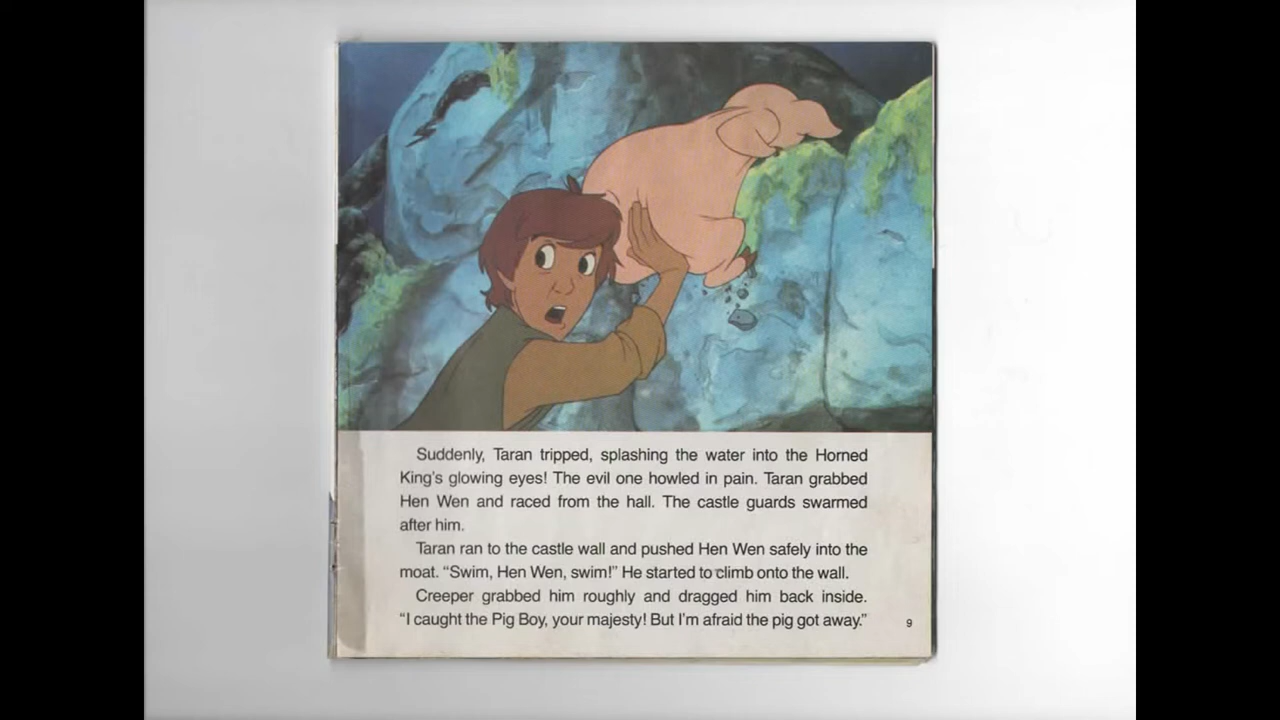 Suddenly, Taran tripped, splashing the water into the Horned
King's glowing eyes! The evil one howled in pain. Taran grabbed
Hen Wen and raced from the hall. The castle guards swarmed
after him.
Taran ran to the castle wall and pushed Hen Wen safely into the
moat. “Swim, Hen Wen, swim!” He started to climb onto the wall.
Creeper grabbed him roughly and dragged him back inside.
“I caught the Pig Boy, your majesty! But I'm afraid the pig got away.”
9